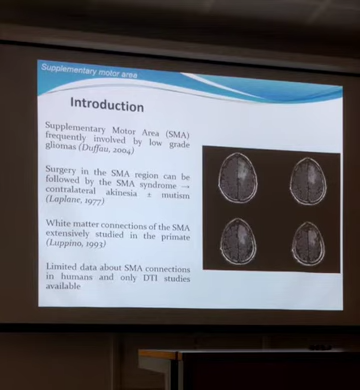 Supplementary motor area
Introduction
Supplementary Motor Area (SMA)
frequently involved by low grade
gliomas (Duffau, 2004)
Surgery in the SMA region can be
followed by the SMA syndrome →
contralateral akinesia ± mutism
(Laplane, 1977)
White matter connections of the SMA
extensively studied in the primate
(Luppino, 1993)
Limited data about SMA connections
in humans and only DTI studies
available